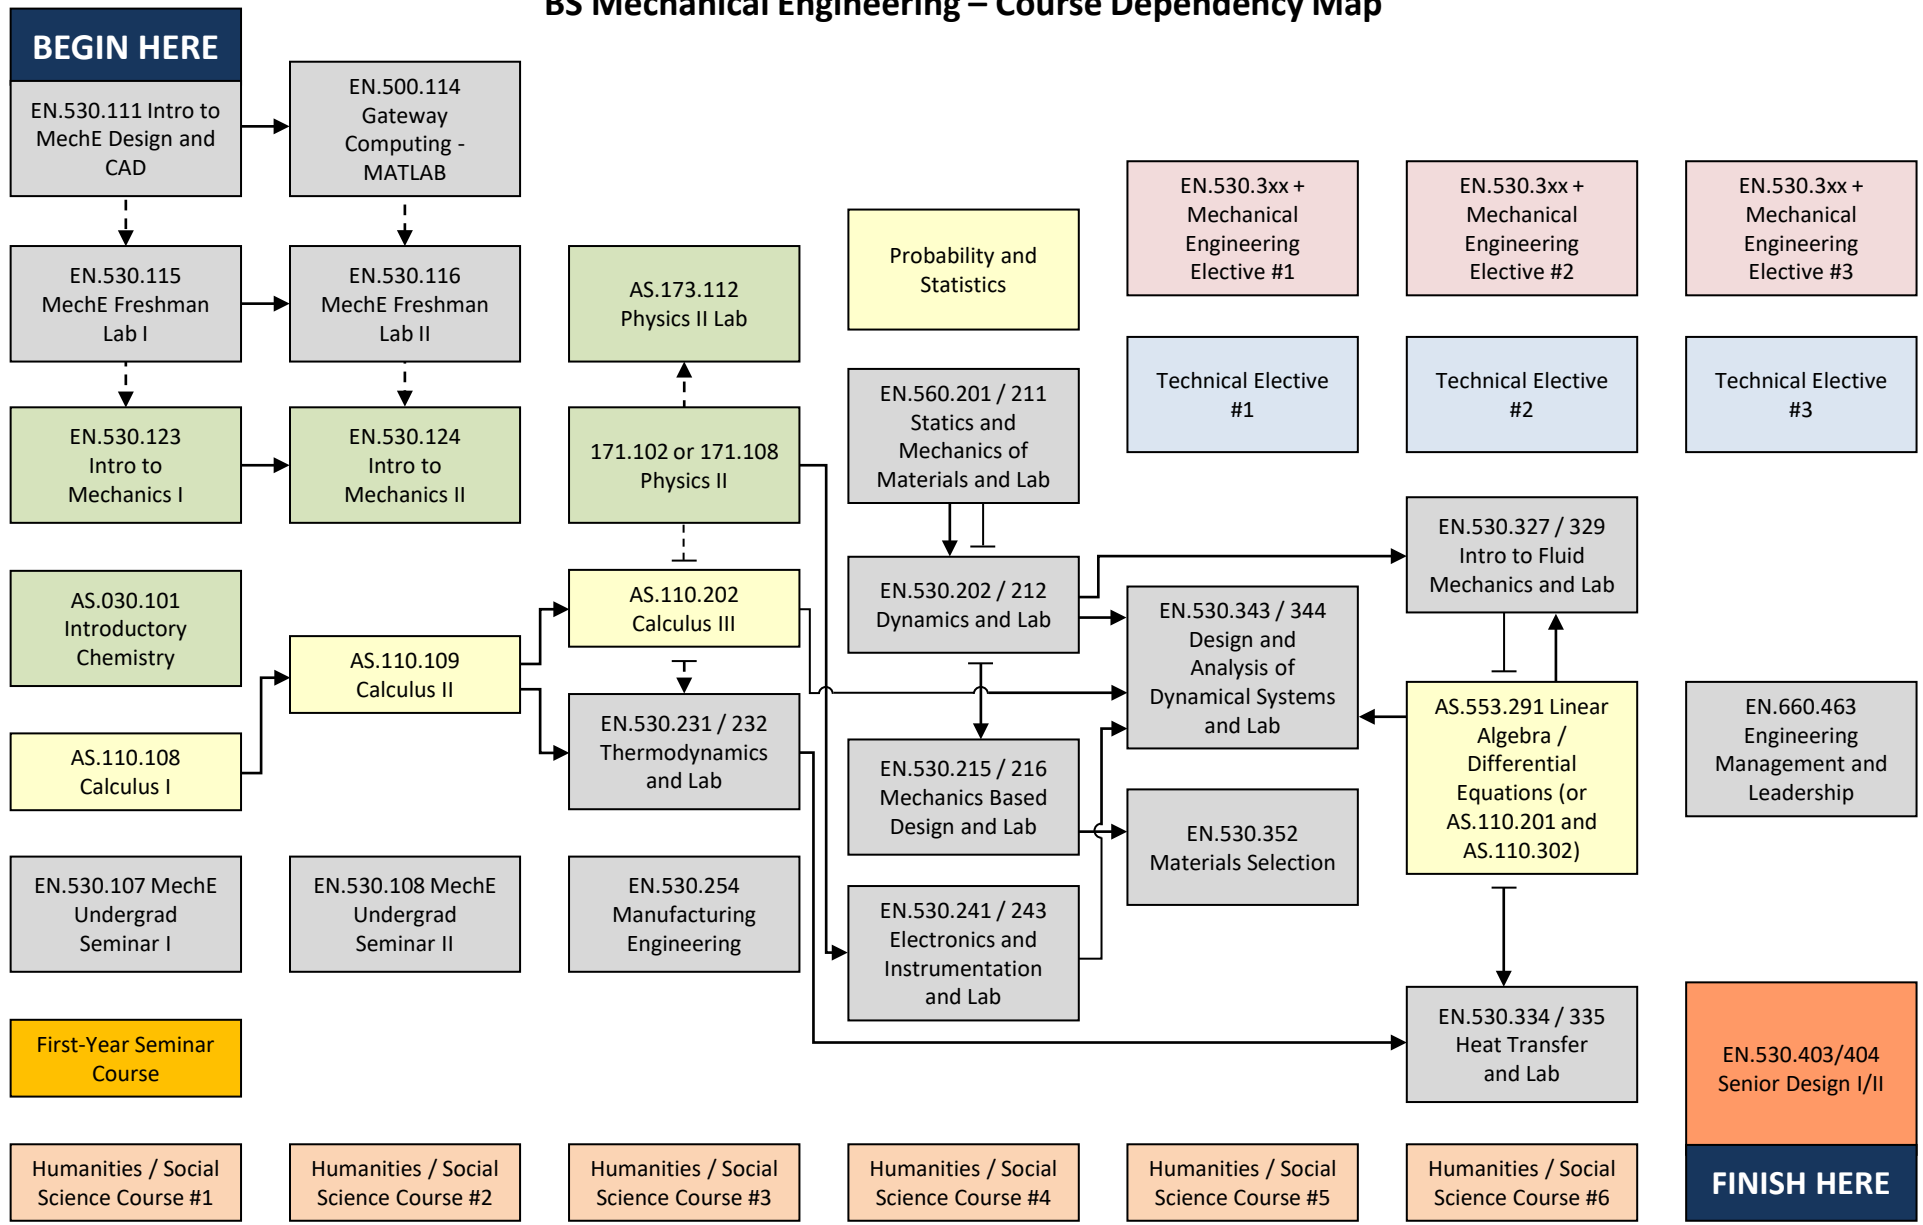 BS Mechanical Engineering – Course Dependency Map
BEGIN HERE
EN.530.111 Intro to
MechE Design and
CAD
EN.530.115
MechE Freshman
Lab I
EN.530.123
Intro to
Mechanics I
AS.030.101
Introductory
Chemistry
AS.110.108
Calculus I
EN.530.107 MechE
Undergrad
Seminar I
First-Year Seminar
Course
Humanities / Social
Science Course #1
EN.500.114
Gateway
Computing -
MATLAB
EN.530.116
MechE Freshman
Lab II
EN.530.124
Intro to
Mechanics II
AS.110.109
Calculus II
EN.530.108 MechE
Undergrad
Seminar II
Humanities / Social
Science Course #2
AS.173.112
Physics II Lab
171.102 or 171.108
Physics II
AS.110.202
Calculus III
EN.530.231 / 232
Thermodynamics
and Lab
EN.530.254
Manufacturing
Engineering
Humanities / Social
Science Course #3
Probability and
Statistics
EN.560.201 / 211
Statics and
Mechanics of
Materials and Lab
EN.530.202 / 212
Dynamics and Lab
EN.530.215 / 216
Mechanics Based
Design and Lab
EN.530.241 / 243
Electronics and
Instrumentation
and Lab
Humanities / Social
Science Course #4
EN.530.3xx +
Mechanical
Engineering
Elective #1
Technical Elective
#1
EN.530.343 / 344
Design and
Analysis of
Dynamical Systems
and Lab
EN.530.352
Materials Selection
Humanities / Social
Science Course #5
EN.530.3xx +
Mechanical
Engineering
Elective #2
Technical Elective
#2
EN.530.327 / 329
Intro to Fluid
Mechanics and Lab
AS.553.291 Linear
Algebra /
Differential
Equations (or
AS.110.201 and
AS.110.302)
EN.530.334 / 335
Heat Transfer
and Lab
Humanities / Social
Science Course #6
EN.530.3xx +
Mechanical
Engineering
Elective #3
Technical Elective
#3
EN.660.463
Engineering
Management and
Leadership
EN.530.403/404
Senior Design I/II
FINISH HERE